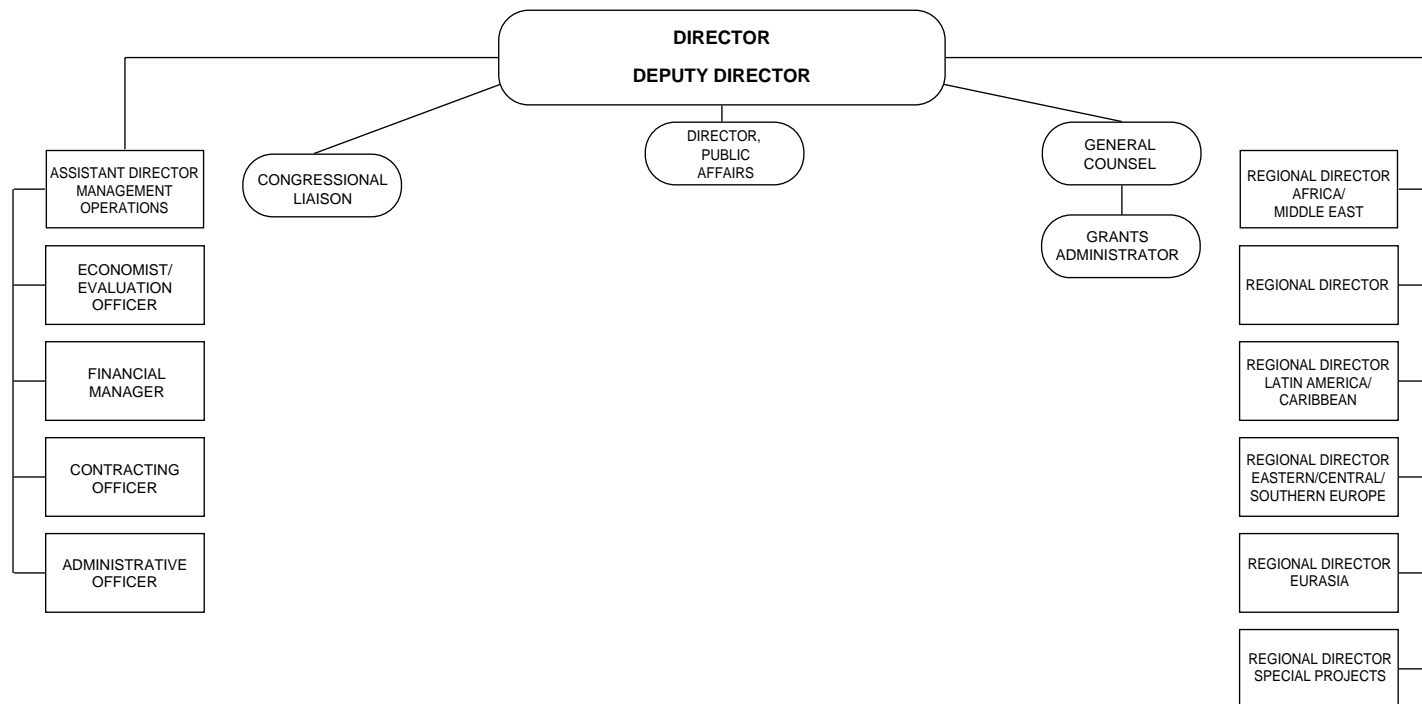 DIRECTOR
DEPUTY DIRECTOR
ASSISTANT DIRECTOR
MANAGEMENT
OPERATIONS
ECONOMIST/
EVALUATION
OFFICER
FINANCIAL
MANAGER
CONTRACTING
OFFICER
ADMINISTRATIVE
OFFICER
CONGRESSIONAL
LIAISON
DIRECTOR,
PUBLIC
AFFAIRS
GENERAL
COUNSEL
GRANTS
ADMINISTRATOR
REGIONAL DIRECTOR
AFRICA/
MIDDLE EAST
REGIONAL DIRECTOR
REGIONAL DIRECTOR
LATIN AMERICA/
CARIBBEAN
REGIONAL DIRECTOR
EASTERN/CENTRAL/
SOUTHERN EUROPE
REGIONAL DIRECTOR
EURASIA
REGIONAL DIRECTOR
SPECIAL PROJECTS